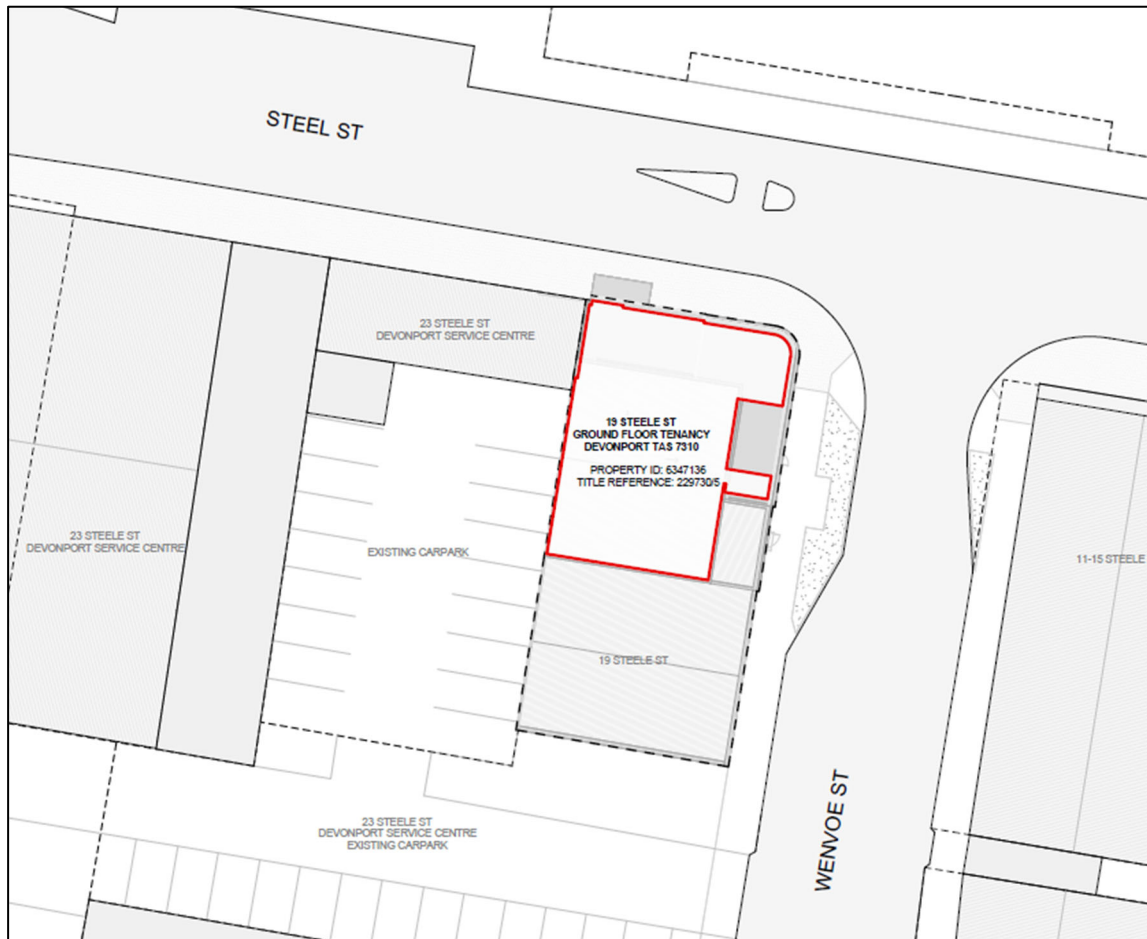 STEEL ST
23 STEELE ST
DEVONPORT SERVICE CENTRE
19 STEELE ST
GROUND FLOOR TENANCY
DEVONPORT TAS 7310
PROPERTY ID: 6347136
TITLE REFERENCE: 229730/5
23 STEELE ST
DEVONPORT SERVICE CENTRE
EXISTING CARPARK
11-15 STEELE
19 STEELE ST
23 STEELE ST
DEVONPORT SERVICE CENTRE
EXISTING CARPARK
WENVOE ST